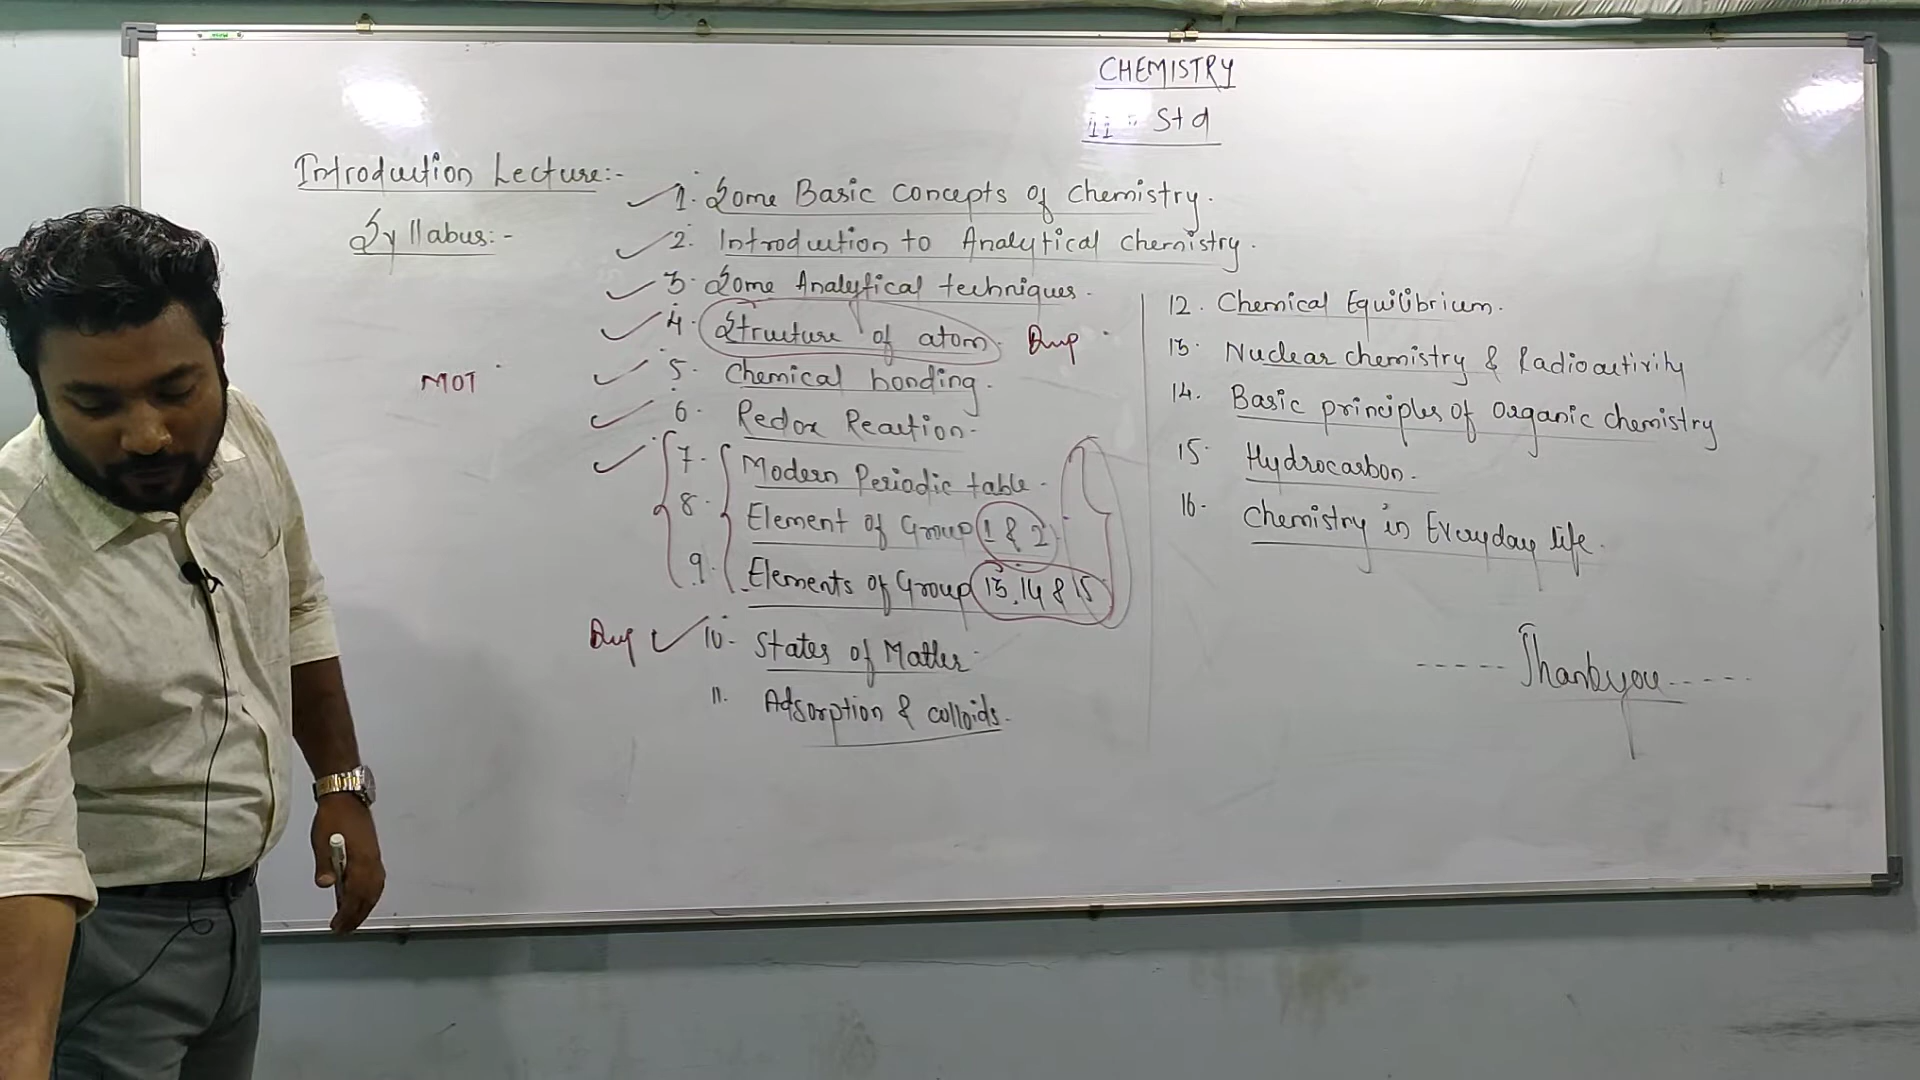 CHEMISTRY
11th Std
Introduction Lecture:-
Syllabus:-
1. Some Basic Concepts of Chemistry.
2. Introduction to Analytical chemistry.
3. Some Analytical techniques.
4. Structure of atom.
5. Chemical bonding.
MOT
6. Redox Reaction.
7. Modern Periodic table.
8. Element of Group 1 & 2
9. Elements of Group 13, 14 & 15
10. States of Matter
11. Adsorption & colloids.
12. Chemical Equilibrium.
13. Nuclear chemistry & Radioactivity
14. Basic principles of Organic chemistry
15. Hydrocarbon.
16. Chemistry in Everyday life.
-----Thankyou-----